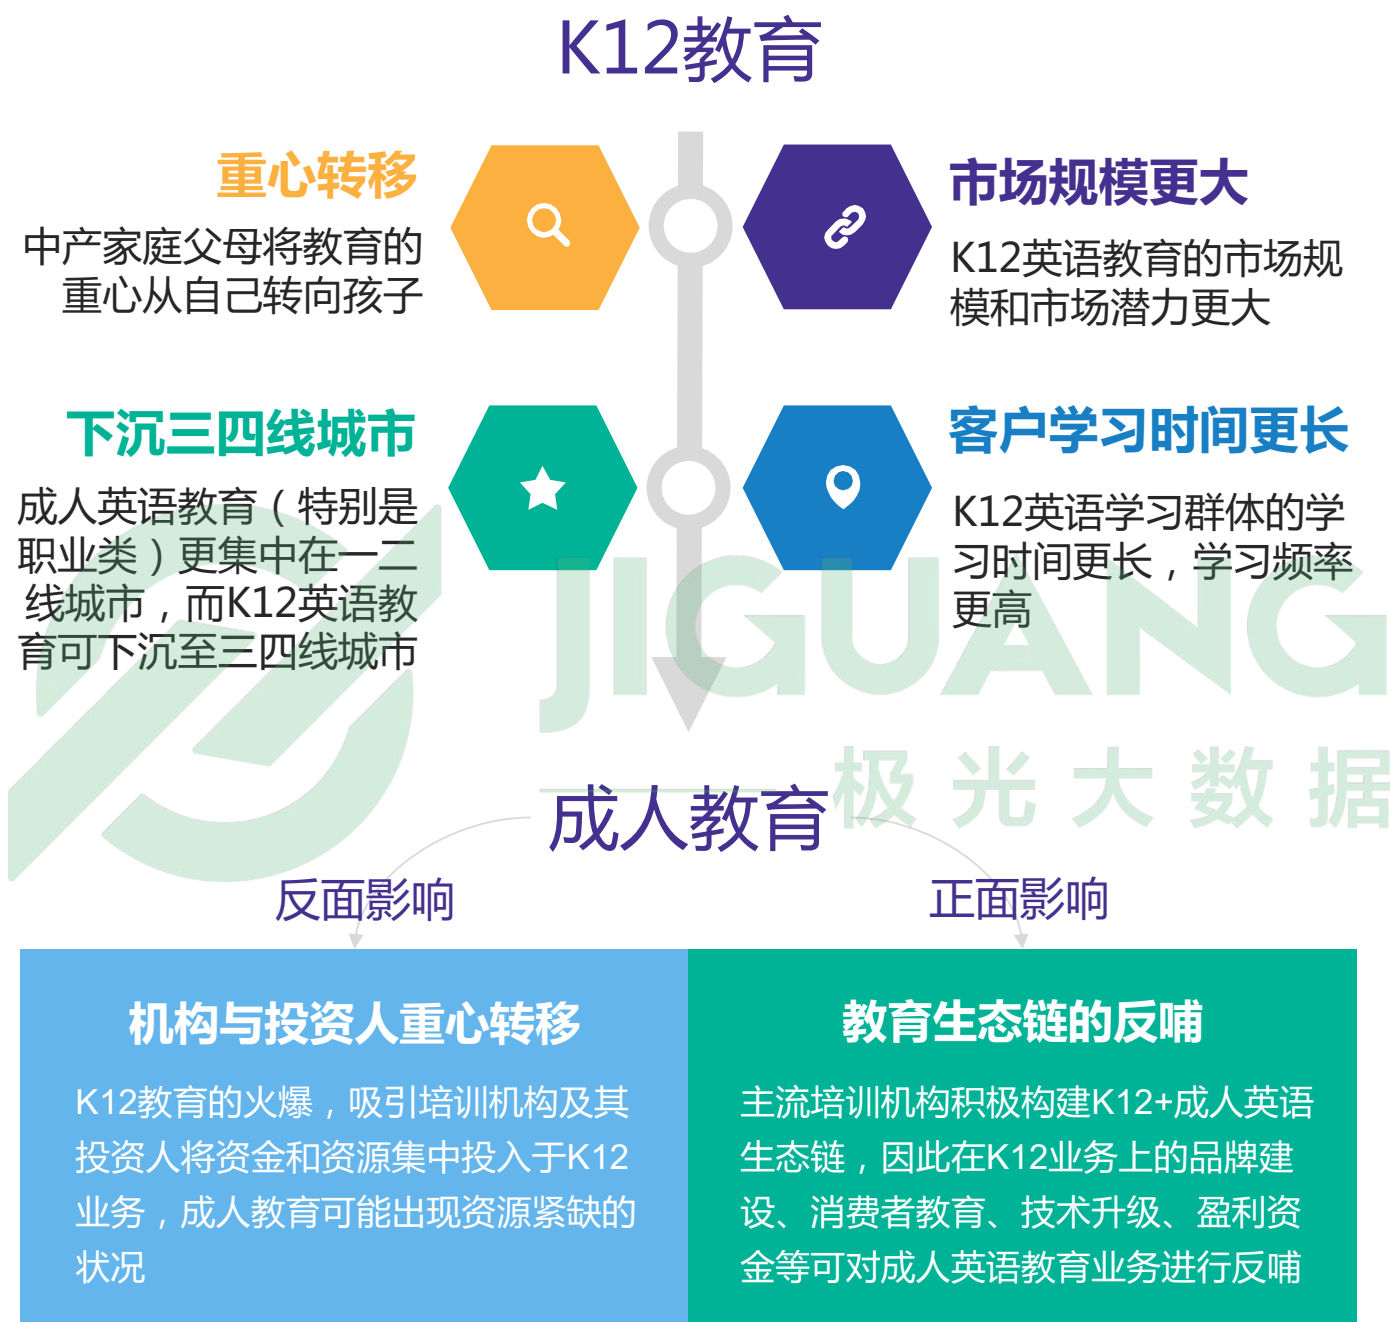 K12教育
重心转移
中产家庭父母将教育的
重心从自己转向孩子
市场规模更大
K12英语教育的市场规
模和市场潜力更大
下沉三四线城市
成人英语教育（特别是
职业类）更集中在一二
线城市，而K12英语教
育可下沉至三四线城市
客户学习时间更长
K12英语学习群体的学
习时间更长，学习频率
更高
JIGUANG
极光大数据
成人教育
反面影响
正面影响
机构与投资人重心转移
K12教育的火爆，吸引培训机构及其
投资人将资金和资源集中投入于K12
业务，成人教育可能出现资源紧缺的
状况
教育生态链的反哺
主流培训机构积极构建K12+成人英语
生态链，因此在K12业务上的品牌建
设、消费者教育、技术升级、盈利资
金等可对成人英语教育业务进行反哺